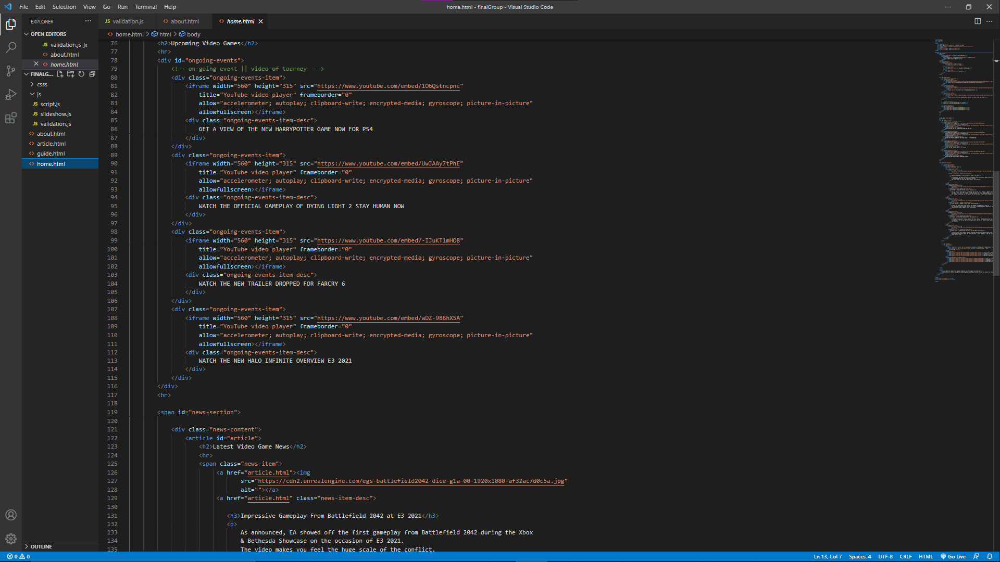 File Edit Selection View Go Run Terminal Help
home.html - finalGroup - Visual Studio Code
EXPLORER
validation.js
about.html
home.html
OPEN EDITORS
home.html > html > body
validation.js js
about.html
home.html
FINALG...
csss
js
script.js
slideshow.js
validation.js
about.html
article.html
guide.html
home.html
76 <h2>Upcoming Video Games</h2>
77 <hr>
78 <div id="ongoing-events">
79 <!-- on-going event || video of tourney  -->
80 <div class="ongoing-events-item">
81 <iframe width="560" height="315" src="https://www.youtube.com/embed/1O6Qstncpnc"
82 title="YouTube video player" frameborder="0"
83 allow="accelerometer; autoplay; clipboard-write; encrypted-media; gyroscope; picture-in-picture"
84 allowfullscreen></iframe>
85 <div class="ongoing-events-item-desc">
86 GET A VIEW OF THE NEW HARRYPOTTER GAME NOW FOR PS4
87 </div>
88 </div>
89 <div class="ongoing-events-item">
90 <iframe width="560" height="315" src="https://www.youtube.com/embed/UwJAAy7tPhE"
91 title="YouTube video player" frameborder="0"
92 allow="accelerometer; autoplay; clipboard-write; encrypted-media; gyroscope; picture-in-picture"
93 allowfullscreen></iframe>
94 <div class="ongoing-events-item-desc">
95 WATCH THE OFFICIAL GAMEPLAY OF DYING LIGHT 2 STAY HUMAN NOW
96 </div>
97 </div>
98 <div class="ongoing-events-item">
99 <iframe width="560" height="315" src="https://www.youtube.com/embed/-IJuKT1mHO8"
100 title="YouTube video player" frameborder="0"
101 allow="accelerometer; autoplay; clipboard-write; encrypted-media; gyroscope; picture-in-picture"
102 allowfullscreen></iframe>
103 <div class="ongoing-events-item-desc">
104 WATCH THE NEW TRAILER DROPPED FOR FARCRY 6
105 </div>
106 </div>
107 <div class="ongoing-events-item">
108 <iframe width="560" height="315" src="https://www.youtube.com/embed/wDZ-9B6hX5A"
109 title="YouTube video player" frameborder="0"
110 allow="accelerometer; autoplay; clipboard-write; encrypted-media; gyroscope; picture-in-picture"
111 allowfullscreen></iframe>
112 <div class="ongoing-events-item-desc">
113 WATCH THE NEW HALO INFINITE OVERVIEW E3 2021
114 </div>
115 </div>
116 </div>
117 <hr>
118
119 <span id="news-section">
120
121 <div class="news-content">
122 <article id="article">
123 <h2>Latest Video Game News</h2>
124 <hr>
125 <span class="news-item">
126 <a href="article.html"><img
127 src="https://cdn2.unrealengine.com/egs-battlefield2042-dice-g1a-00-1920x1080-af32ac7d0c5a.jpg"
128 alt=""></a>
129 <a href="article.html" class="news-item-desc">
130
131 <h3>Impressive Gameplay From Battlefield 2042 at E3 2021</h3>
132 <p>
133 As announced, EA showed off the first gameplay from Battlefield 2042 during the Xbox
134 & Bethesda Showcase on the occasion of E3 2021.
135 The video makes you feel the huge scale of the conflict.
OUTLINE
0 0
Ln 13, Col 7 Spaces: 4 UTF-8 CRLF HTML Go Live